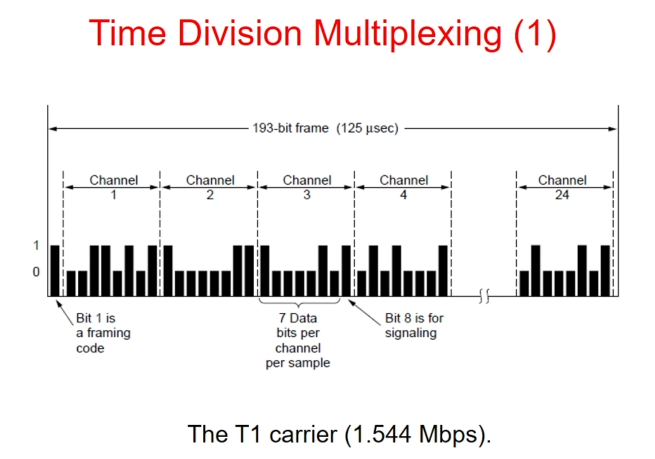 Time Division Multiplexing (1)
193-bit frame (125 μsec)
Channel
1
Channel
2
Channel
3
Channel
4
Channel
24
1
0
Bit 1 is
a framing
code
7 Data
bits per
channel
per sample
Bit 8 is for
signaling
The T1 carrier (1.544 Mbps).